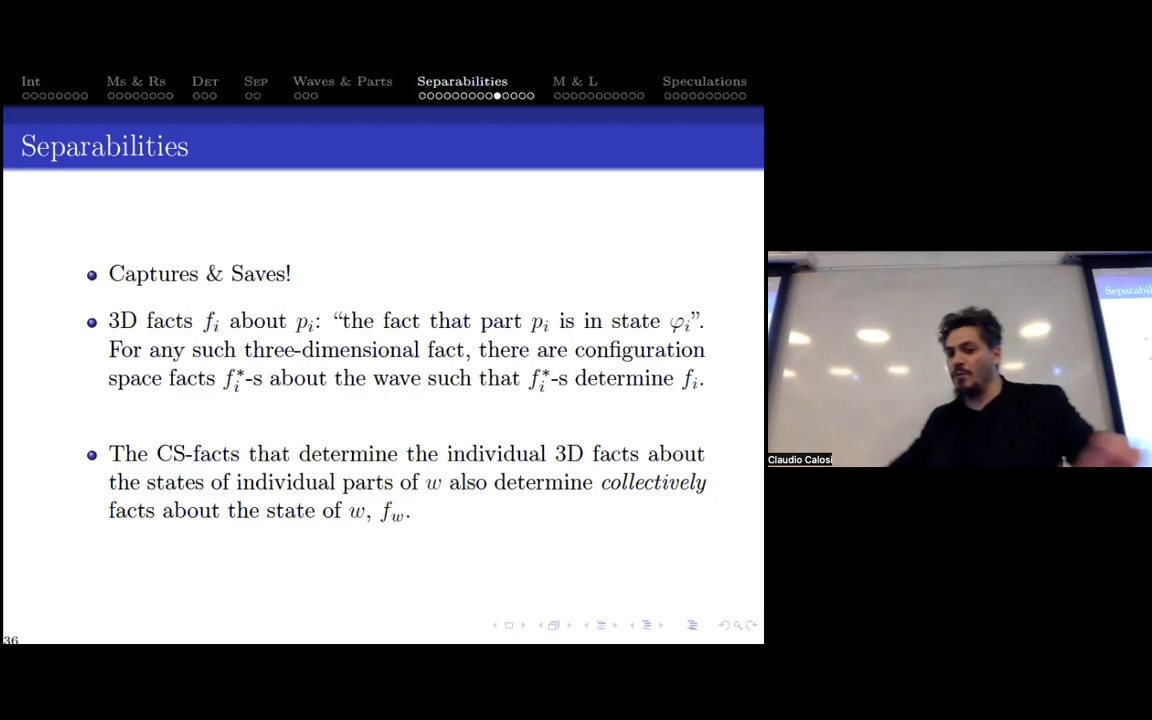 Int Ms & Rs Det Sep Waves & Parts Separabilities M & L Speculations
Separabilities
Captures & Saves!
3D facts fᵢ about pᵢ: “the fact that part pᵢ is in state φᵢ”.
For any such three-dimensional fact, there are configuration
space facts fᵢ*-s about the wave such that fᵢ*-s determine fᵢ.
The CS-facts that determine the individual 3D facts about
the states of individual parts of w also determine collectively
facts about the state of w, f_w.
36
Claudio Calosi
Separabil